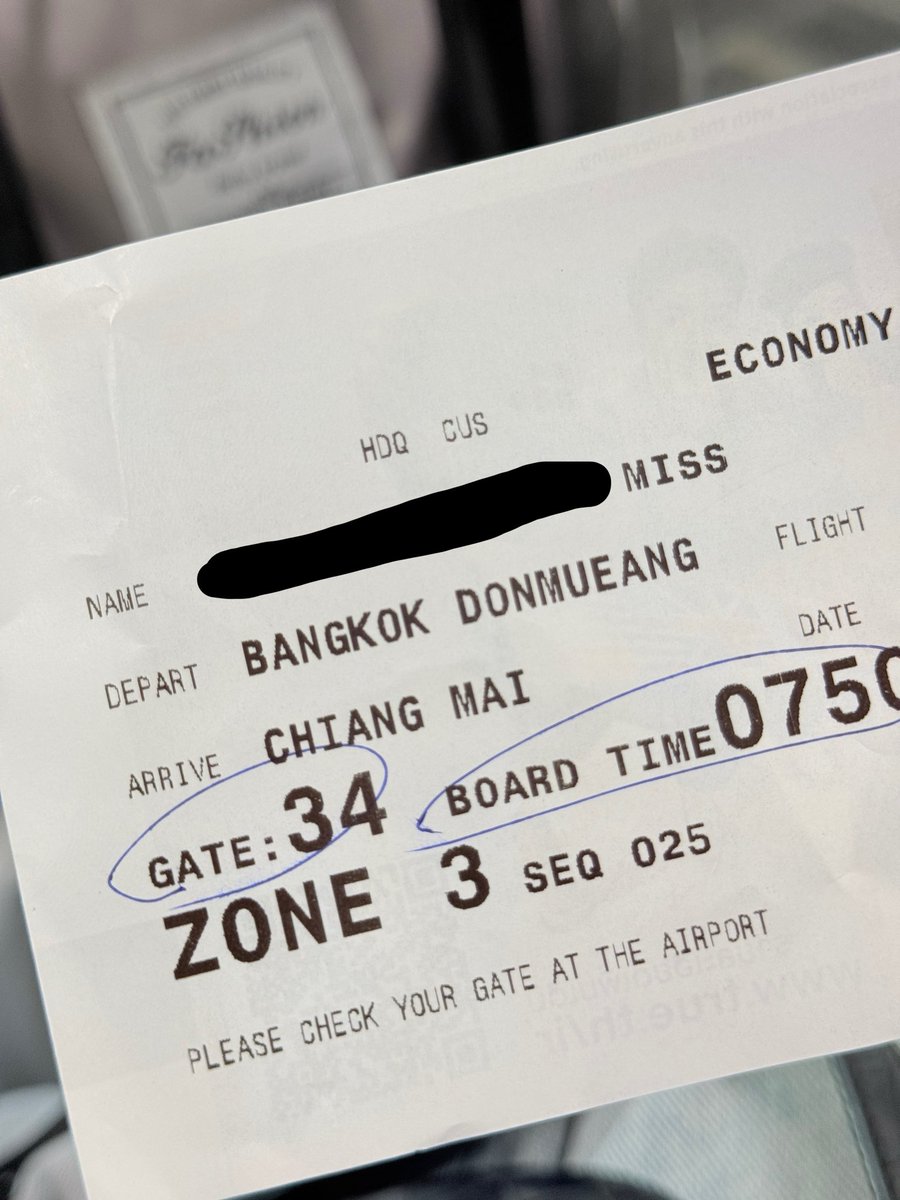 ECONOMY
HDQ CUS
NAME MISS
DEPART BANGKOK DONMUEANG FLIGHT
ARRIVE CHIANG MAI DATE
GATE: 34 BOARD TIME 0750
ZONE 3 SEQ 025
PLEASE CHECK YOUR GATE AT THE AIRPORT